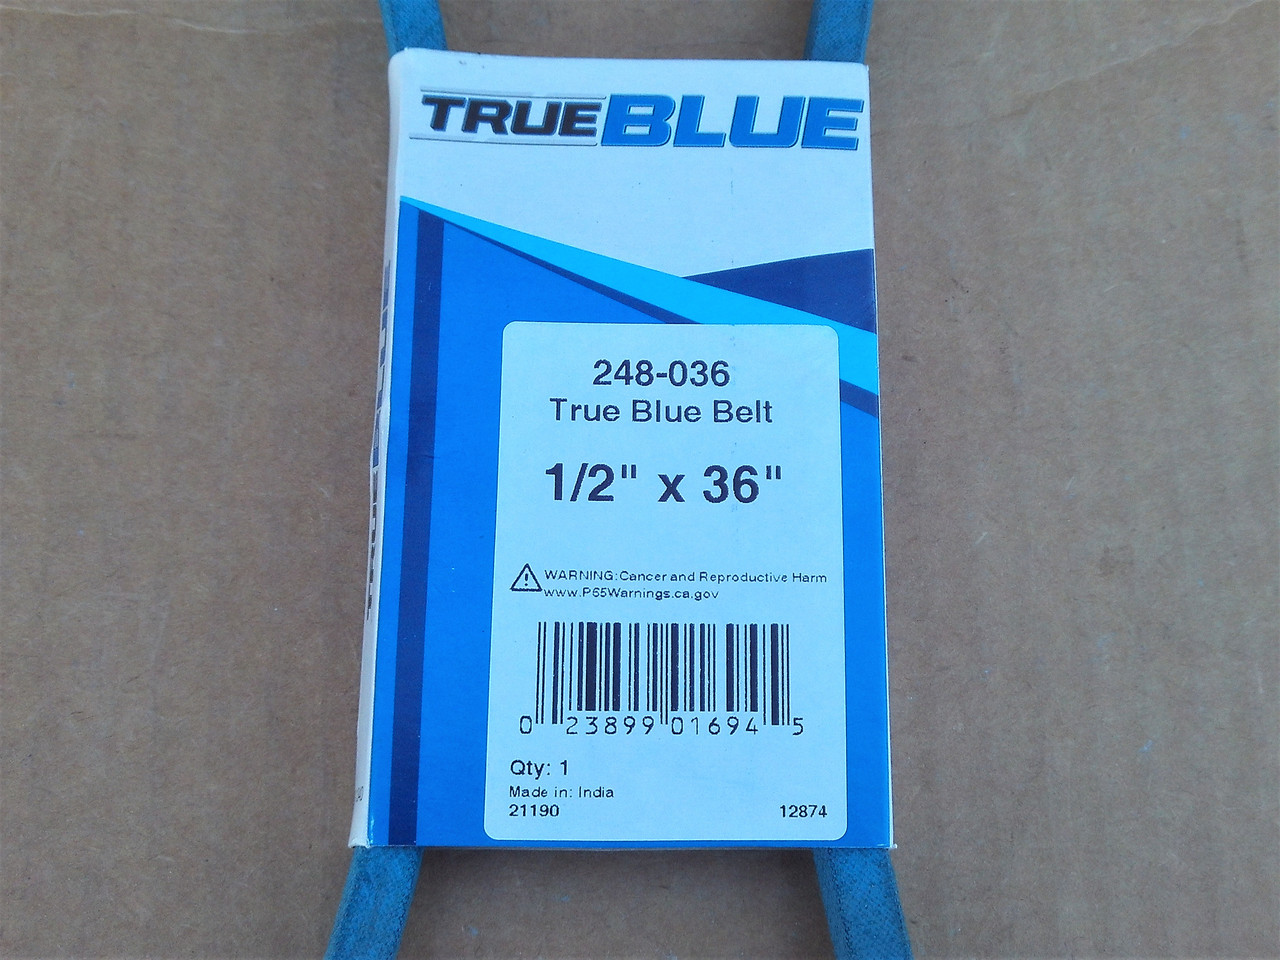 TRUEBLUE
248-036
True Blue Belt
1/2" x 36"
WARNING: Cancer and Reproductive Harm
www.P65Warnings.ca.gov
0 23899 01694 5
Qty: 1
Made in: India
21190 12874